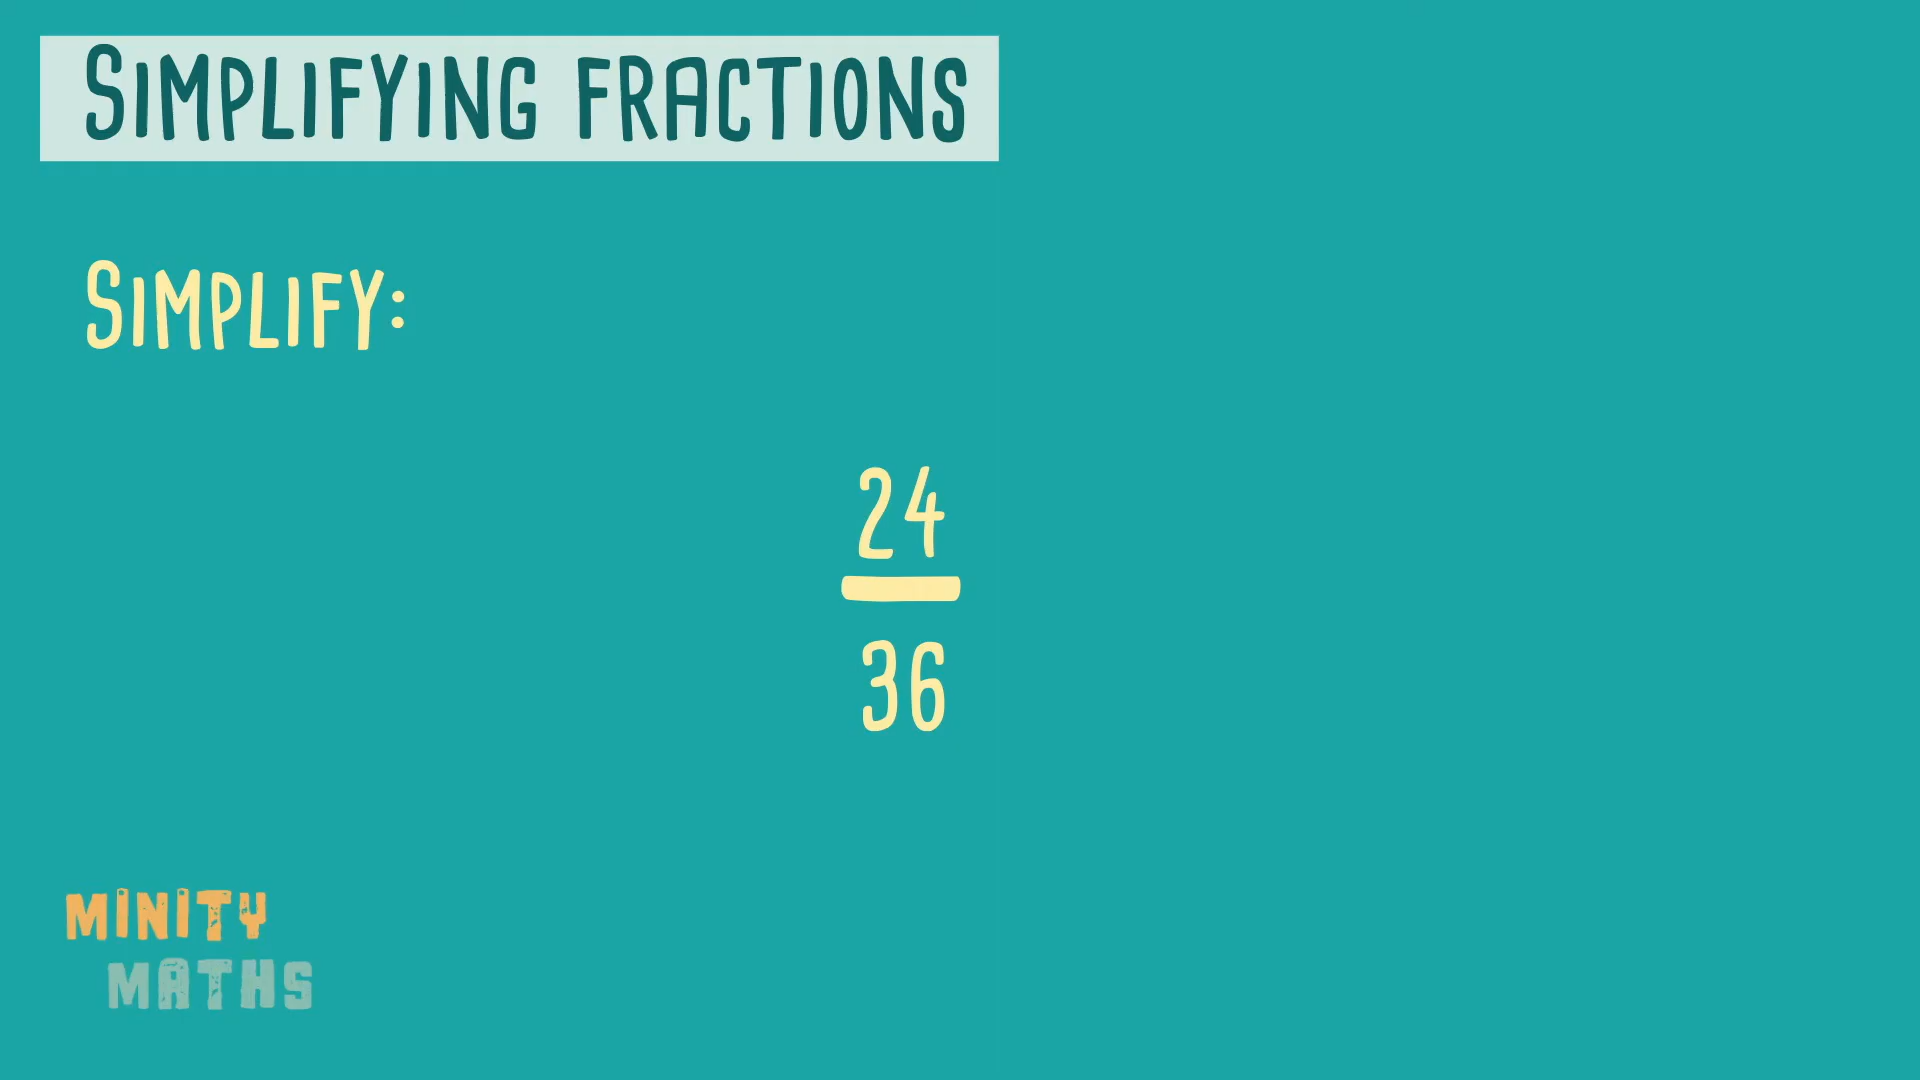 SIMPLIFYING FRACTIONS
SIMPLIFY:
24
36
MINITY
MATHS